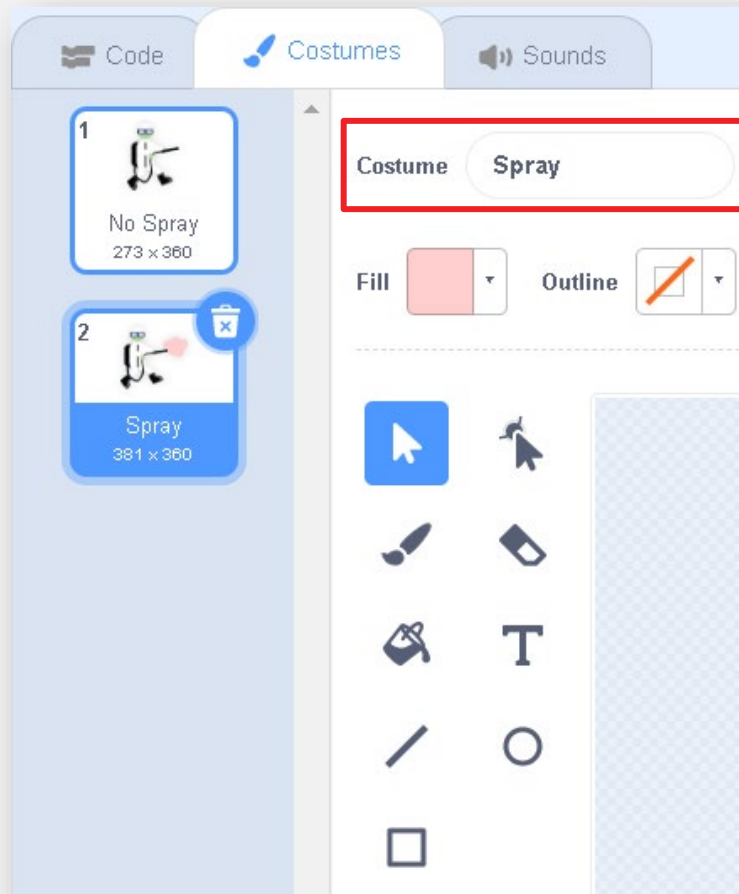 Code
Costumes
Sounds
1
No Spray
273 x 360
2
Spray
381 x 360
Costume
Spray
Fill
Outline
T